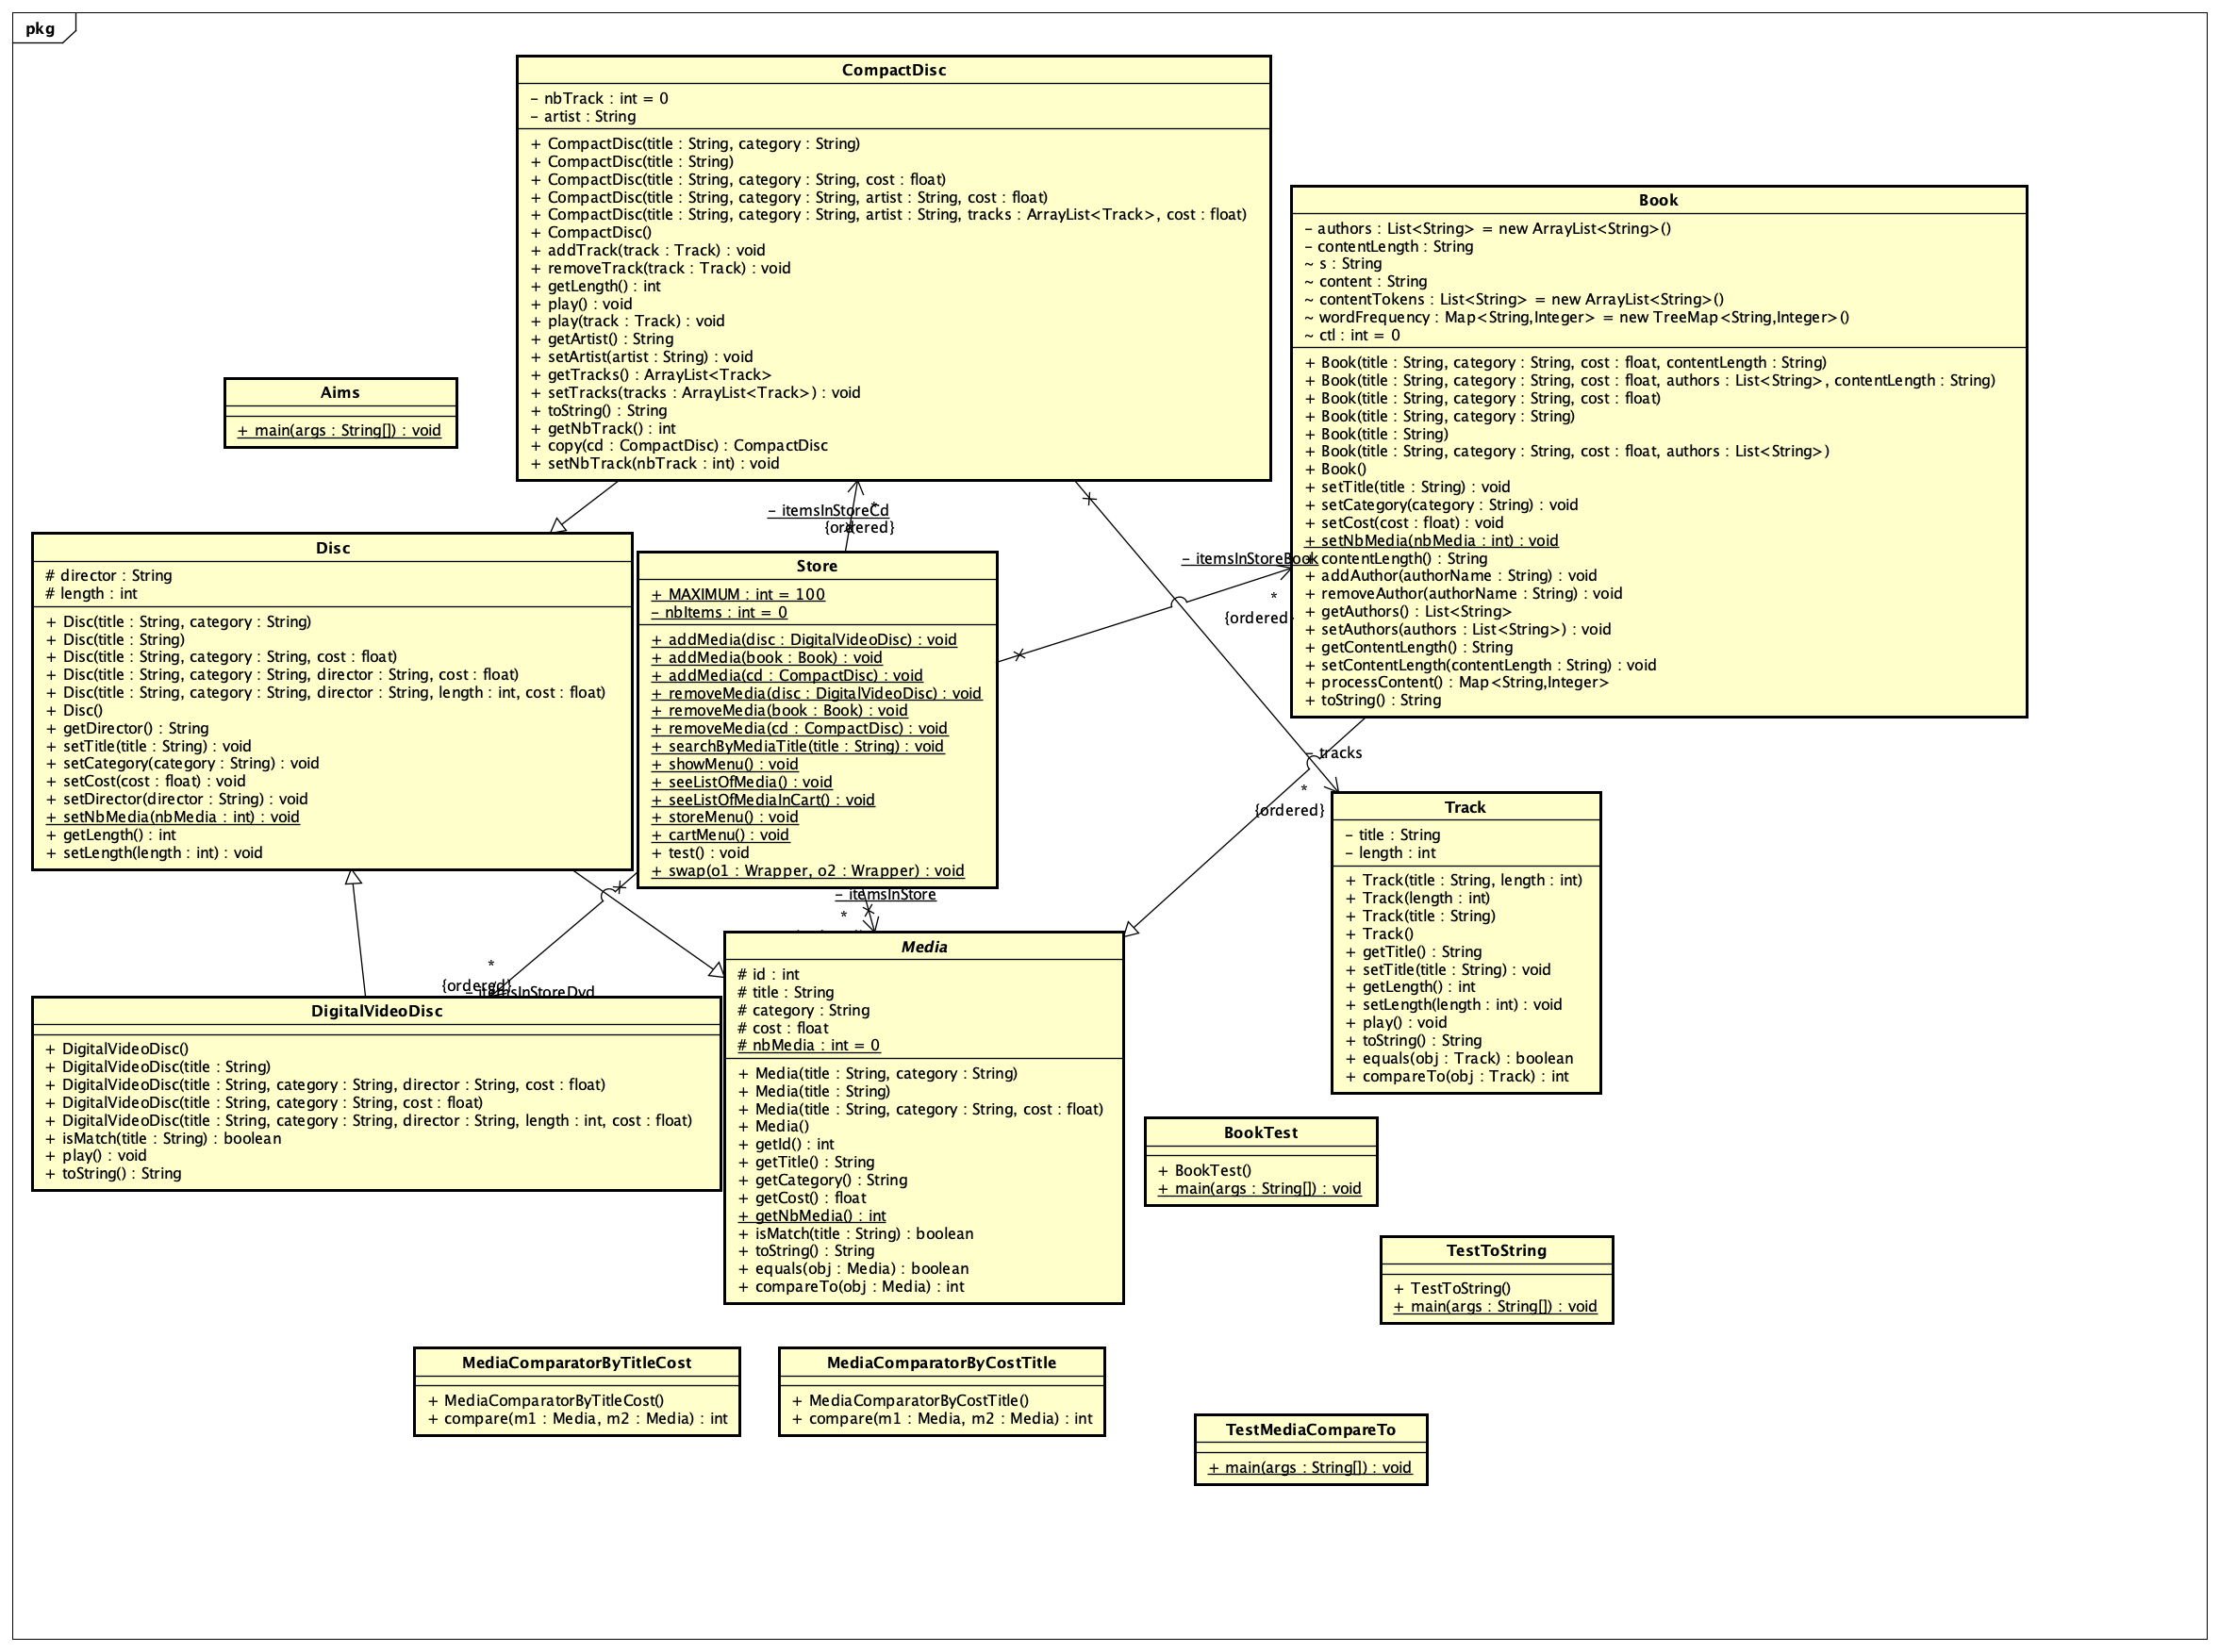 pkg
CompactDisc
– nbTrack : int = 0
– artist : String
+ CompactDisc(title : String, category : String)
+ CompactDisc(title : String)
+ CompactDisc(title : String, category : String, cost : float)
+ CompactDisc(title : String, category : String, artist : String, cost : float)
+ CompactDisc(title : String, category : String, artist : String, tracks : ArrayList<Track>, cost : float)
+ CompactDisc()
+ addTrack(track : Track) : void
+ removeTrack(track : Track) : void
+ getLength() : int
+ play() : void
+ play(track : Track) : void
+ getArtist() : String
+ setArtist(artist : String) : void
+ getTracks() : ArrayList<Track>
+ setTracks(tracks : ArrayList<Track>) : void
+ toString() : String
+ getNbTrack() : int
+ copy(cd : CompactDisc) : CompactDisc
+ setNbTrack(nbTrack : int) : void
Book
– authors : List<String> = new ArrayList<String>()
– contentLength : String
~ s : String
~ content : String
~ contentTokens : List<String> = new ArrayList<String>()
~ wordFrequency : Map<String,Integer> = new TreeMap<String,Integer>()
~ ctl : int = 0
+ Book(title : String, category : String, cost : float, contentLength : String)
+ Book(title : String, category : String, cost : float, authors : List<String>, contentLength : String)
+ Book(title : String, category : String, cost : float)
+ Book(title : String, category : String)
+ Book(title : String)
+ Book(title : String, category : String, cost : float, authors : List<String>)
+ Book()
+ setTitle(title : String) : void
+ setCategory(category : String) : void
+ setCost(cost : float) : void
+ setNbMedia(nbMedia : int) : void
+ contentLength() : String
+ addAuthor(authorName : String) : void
+ removeAuthor(authorName : String) : void
+ getAuthors() : List<String>
+ setAuthors(authors : List<String>) : void
+ getContentLength() : String
+ setContentLength(contentLength : String) : void
+ processContent() : Map<String,Integer>
+ toString() : String
Aims
+ main(args : String[]) : void
– itemsInStoreCd
*
{ordered}
– itemsInStoreBook
*
{ordered}
Disc
# director : String
# length : int
+ Disc(title : String, category : String)
+ Disc(title : String)
+ Disc(title : String, category : String, cost : float)
+ Disc(title : String, category : String, director : String, cost : float)
+ Disc(title : String, category : String, director : String, length : int, cost : float)
+ Disc()
+ getDirector() : String
+ setTitle(title : String) : void
+ setCategory(category : String) : void
+ setCost(cost : float) : void
+ setDirector(director : String) : void
+ setNbMedia(nbMedia : int) : void
+ getLength() : int
+ setLength(length : int) : void
Store
+ MAXIMUM : int = 100
– nbItems : int = 0
+ addMedia(disc : DigitalVideoDisc) : void
+ addMedia(book : Book) : void
+ addMedia(cd : CompactDisc) : void
+ removeMedia(disc : DigitalVideoDisc) : void
+ removeMedia(book : Book) : void
+ removeMedia(cd : CompactDisc) : void
+ searchByMediaTitle(title : String) : void
+ showMenu() : void
+ seeListOfMedia() : void
+ seeListOfMediaInCart() : void
+ storeMenu() : void
+ cartMenu() : void
+ test() : void
+ swap(o1 : Wrapper, o2 : Wrapper) : void
– tracks
*
{ordered}
Track
– title : String
– length : int
+ Track(title : String, length : int)
+ Track(length : int)
+ Track(title : String)
+ Track()
+ getTitle() : String
+ setTitle(title : String) : void
+ getLength() : int
+ setLength(length : int) : void
+ play() : void
+ toString() : String
+ equals(obj : Track) : boolean
+ compareTo(obj : Track) : int
– itemsInStore
*
*
{ordered}
– itemsInStoreDvd
DigitalVideoDisc
+ DigitalVideoDisc()
+ DigitalVideoDisc(title : String)
+ DigitalVideoDisc(title : String, category : String, director : String, cost : float)
+ DigitalVideoDisc(title : String, category : String, cost : float)
+ DigitalVideoDisc(title : String, category : String, director : String, length : int, cost : float)
+ isMatch(title : String) : boolean
+ play() : void
+ toString() : String
Media
# id : int
# title : String
# category : String
# cost : float
# nbMedia : int = 0
+ Media(title : String, category : String)
+ Media(title : String)
+ Media(title : String, category : String, cost : float)
+ Media()
+ getId() : int
+ getTitle() : String
+ getCategory() : String
+ getCost() : float
+ getNbMedia() : int
+ isMatch(title : String) : boolean
+ toString() : String
+ equals(obj : Media) : boolean
+ compareTo(obj : Media) : int
BookTest
+ BookTest()
+ main(args : String[]) : void
TestToString
+ TestToString()
+ main(args : String[]) : void
MediaComparatorByTitleCost
+ MediaComparatorByTitleCost()
+ compare(m1 : Media, m2 : Media) : int
MediaComparatorByCostTitle
+ MediaComparatorByCostTitle()
+ compare(m1 : Media, m2 : Media) : int
TestMediaCompareTo
+ main(args : String[]) : void